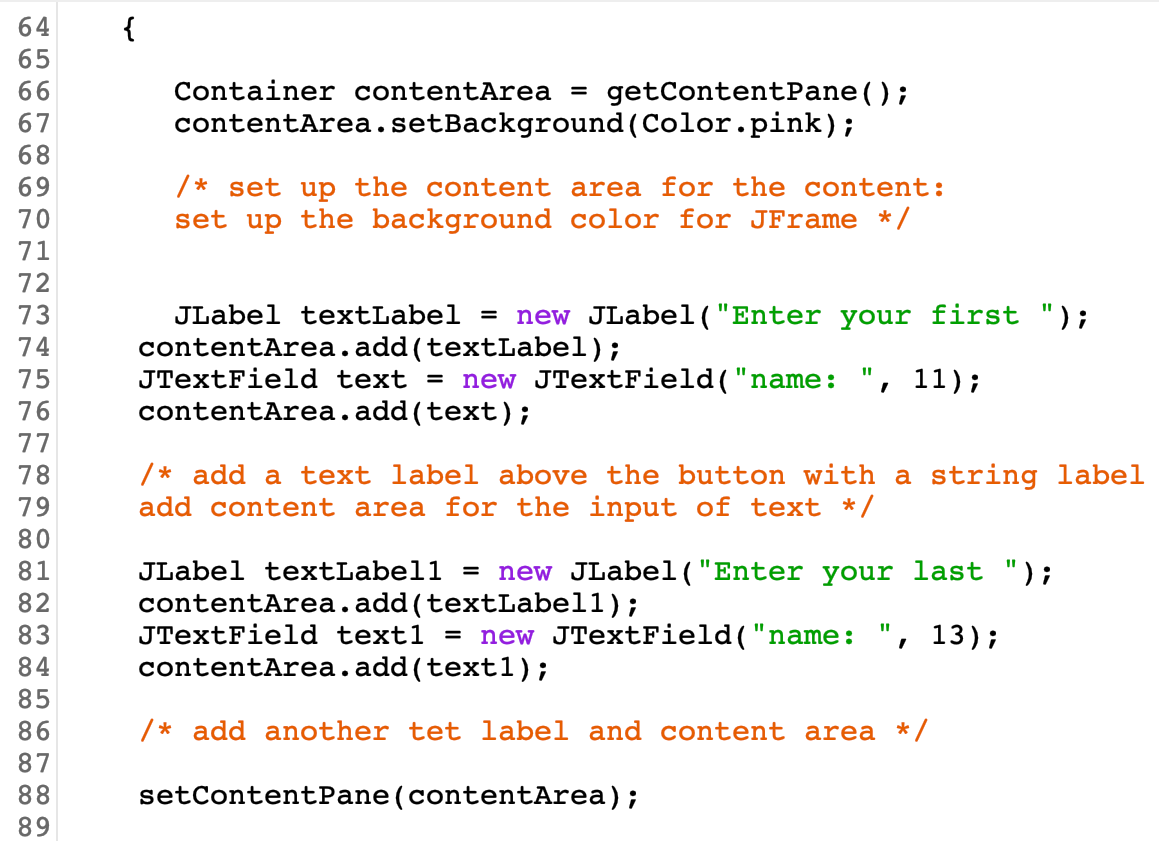 64    {
65
66       Container contentArea = getContentPane();
67       contentArea.setBackground(Color.pink);
68
69       /* set up the content area for the content:
70       set up the background color for JFrame */
71
72
73       JLabel textLabel = new JLabel("Enter your first ");
74     contentArea.add(textLabel);
75     JTextField text = new JTextField("name: ", 11);
76     contentArea.add(text);
77
78     /* add a text label above the button with a string label
79     add content area for the input of text */
80
81     JLabel textLabel1 = new JLabel("Enter your last ");
82     contentArea.add(textLabel1);
83     JTextField text1 = new JTextField("name: ", 13);
84     contentArea.add(text1);
85
86     /* add another tet label and content area */
87
88     setContentPane(contentArea);
89